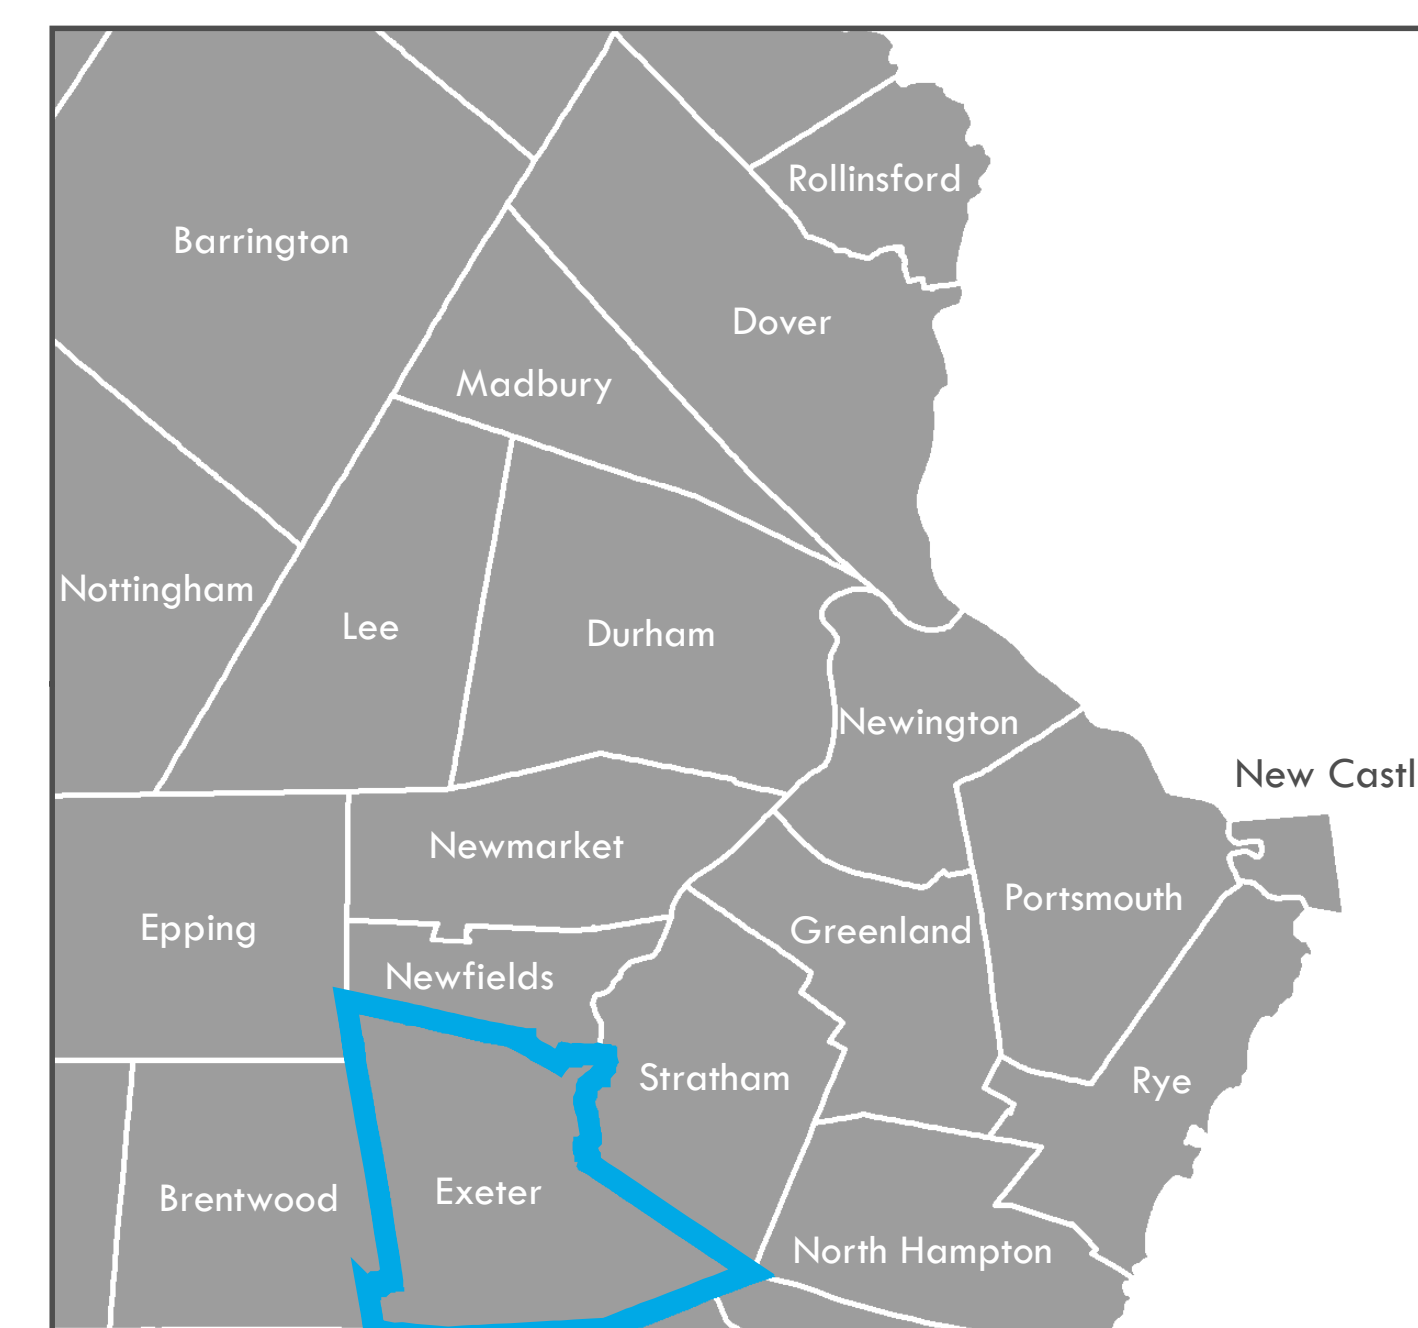 Rollinsford
Barrington
Dover
Madbury
Nottingham
Lee
Durham
Newington
New Castl
Newmarket
Portsmouth
Epping
Greenland
Newfields
Stratham
Rye
Exeter
Brentwood
North Hampton